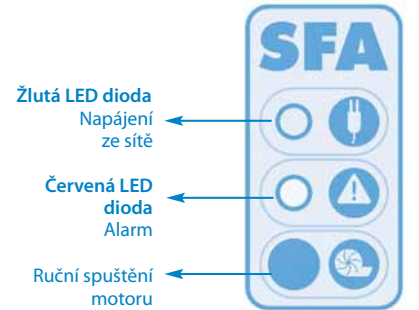 SFA
Žlutá LED dioda
Napájení
ze sítě
Červená LED
dioda
Alarm
Ruční spuštění
motoru